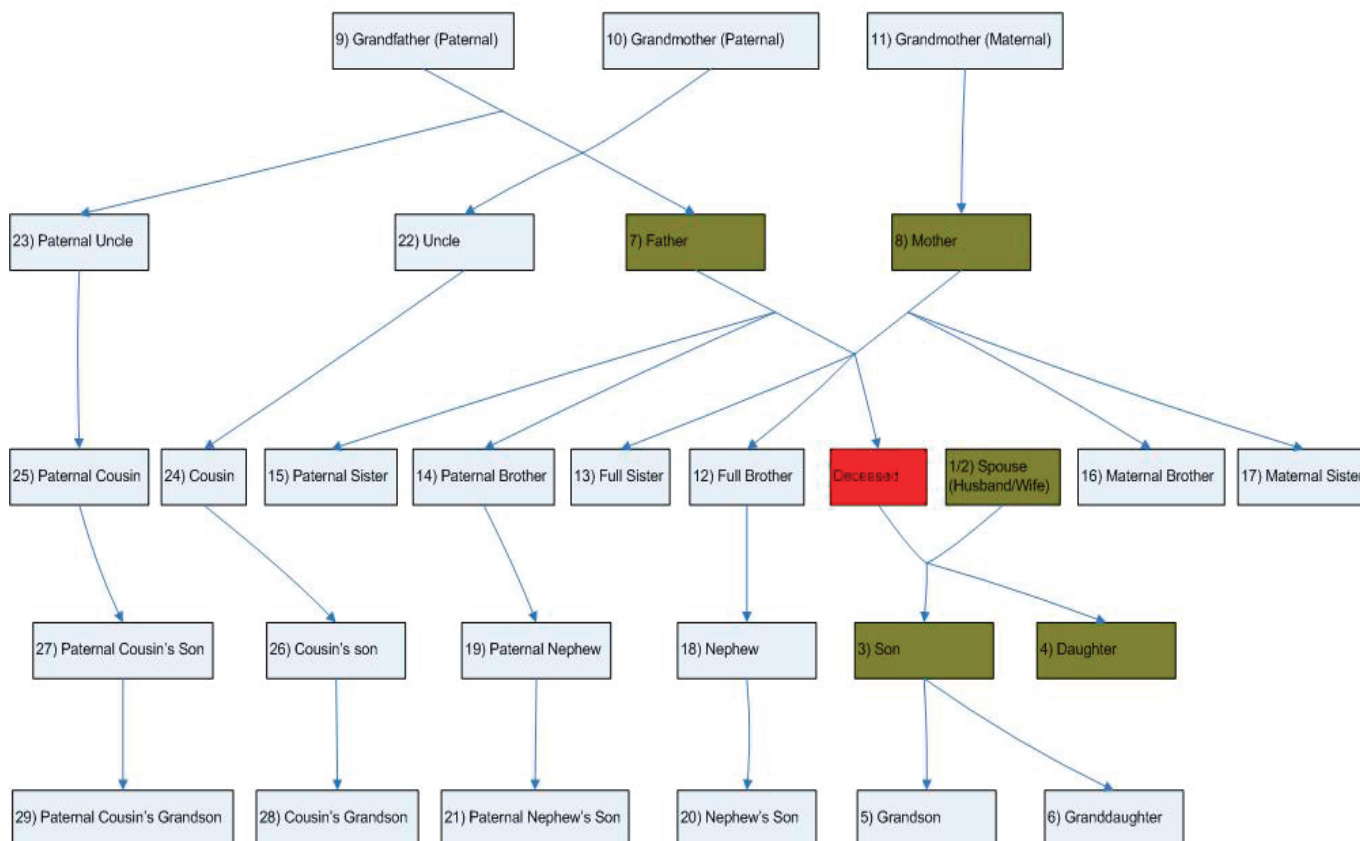 9) Grandfather (Paternal)
10) Grandmother (Paternal)
11) Grandmother (Maternal)
23) Paternal Uncle
22) Uncle
7) Father
8) Mother
25) Paternal Cousin
24) Cousin
15) Paternal Sister
14) Paternal Brother
13) Full Sister
12) Full Brother
Deceased
1/2) Spouse
(Husband/Wife)
16) Maternal Brother
17) Maternal Sister
27) Paternal Cousin's Son
26) Cousin's son
19) Paternal Nephew
18) Nephew
3) Son
4) Daughter
29) Paternal Cousin's Grandson
28) Cousin's Grandson
21) Paternal Nephew's Son
20) Nephew's Son
5) Grandson
6) Granddaughter